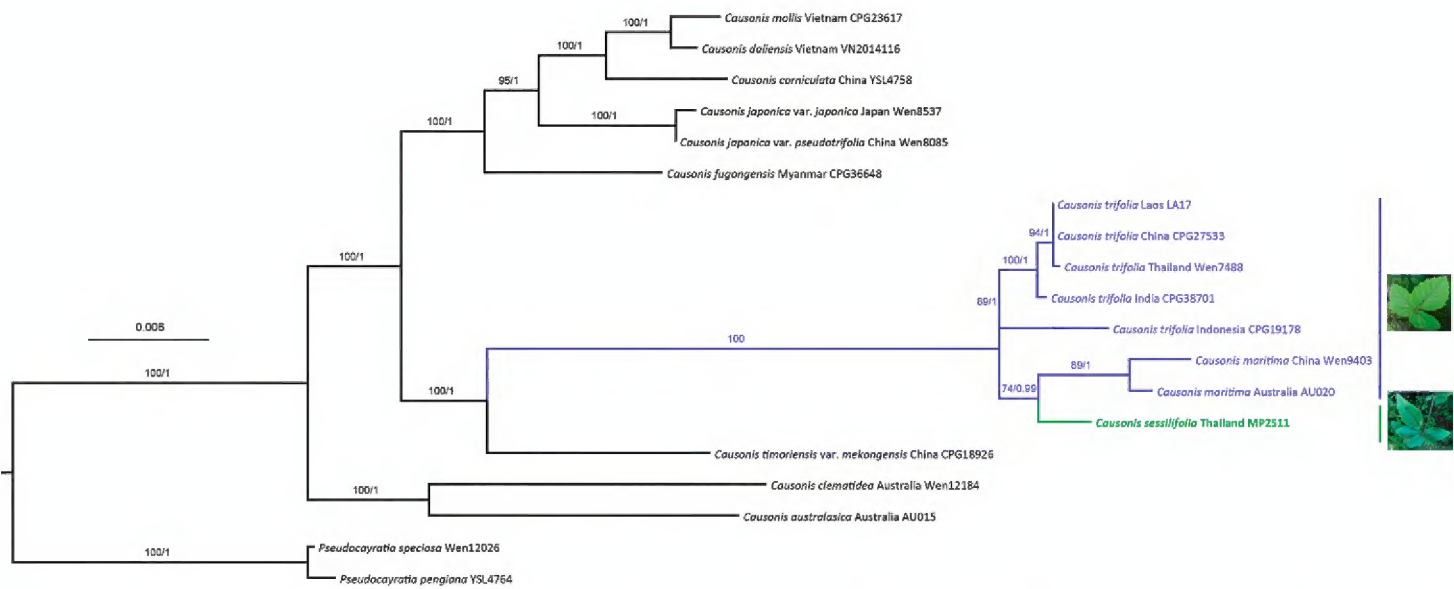 100/1
Causonis mollis Vietnam CPG23617
100/1
Causonis daliensis Vietnam VN2014116
95/1
Causonis corniculata China YSL4758
100/1
Causonis japonica var. japonica Japan Wen8537
100/1
Causonis japonica var. pseudotrifolia China Wen8085
Causonis fugongensis Myanmar CPG36648
Causonis trifolia Laos LA17
94/1
Causonis trifolia China CPG27533
100/1
100/1
Causonis trifolia Thailand Wen7488
89/1
Causonis trifolia India CPG38701
0.008
Causonis trifolia Indonesia CPG19178
100
Causonis maritima China Wen9403
89/1
100/1
100/1
74/0.99
Causonis maritima Australia AU020
Causonis sessilifolia Thailand MP2511
Causonis timoriensis var. mekongensis China CPG18926
100/1
Causonis clematidea Australia Wen12184
Causonis australasica Australia AU015
100/1
Pseudocayratia speciosa Wen12026
Pseudocayratia pengiana YSL4764